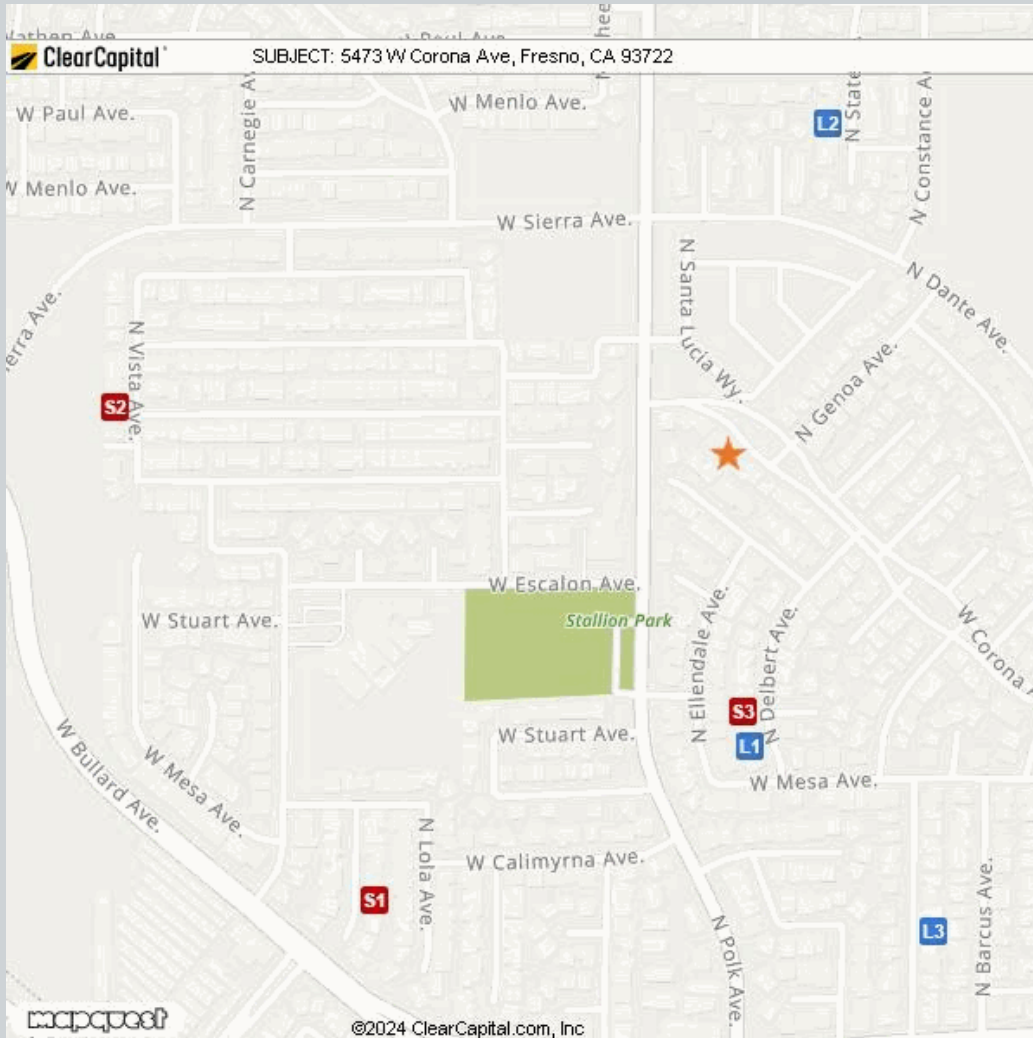 ClearCapital
SUBJECT: 5473 W Corona Ave, Fresno, CA 93722
W Menlo Ave.
W Paul Ave.
N Carnegie Av
L2
N State
N Constance A
W Menlo Ave.
W Sierra Ave.
N Santa Lucia Wy.
N Dante Ave.
erra Ave.
N Vista Ave.
S2
N Genoa Ave.
W Escalon Ave.
W Stuart Ave.
Stallion Park
N Ellendale Ave.
N Delbert Ave.
W Corona
S3
L1
W Stuart Ave.
W Bullard Ave.
W Mesa Ave.
W Mesa Ave.
N Lola Ave.
W Calimyrna Ave.
S1
N Polk Ave.
L3
N Barcus Ave.
mapquest
©2024 ClearCapital.com, Inc